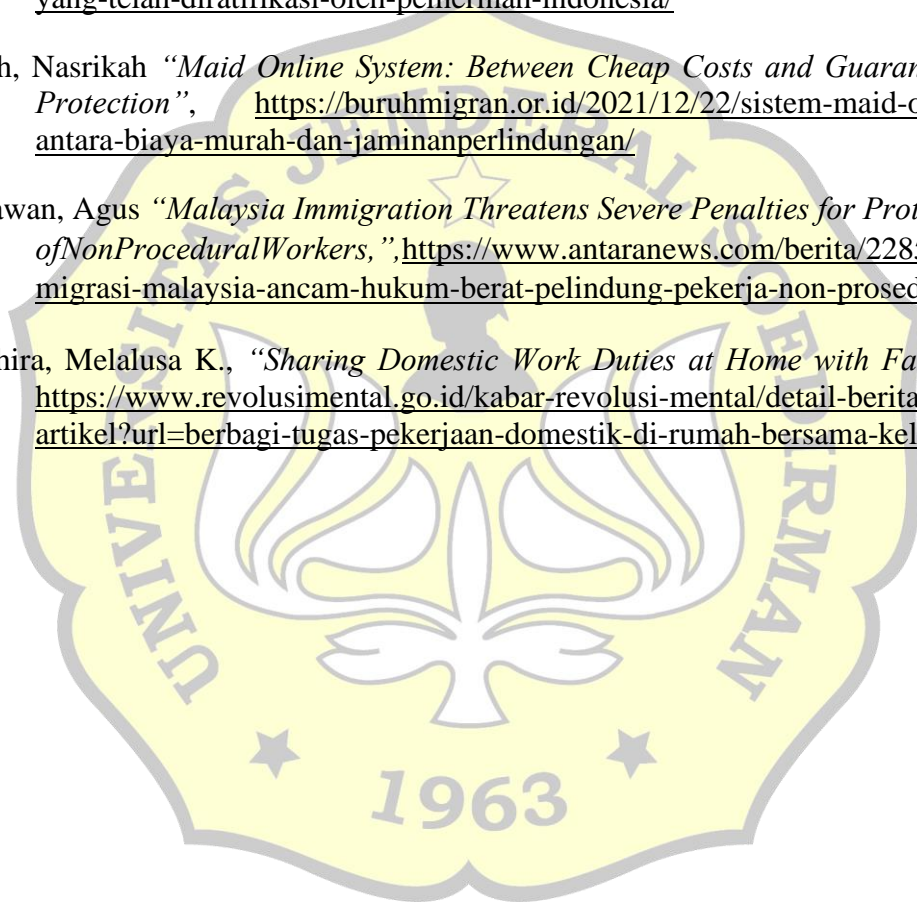 yang-telah-diratifikasi-oleh-pemerintah-indonesia/
h, Nasrikah “Maid Online System: Between Cheap Costs and Guaran
Protection”, https://buruhmigran.or.id/2021/12/22/sistem-maid-o
antara-biaya-murah-dan-jaminanperlindungan/
awan, Agus “Malaysia Immigration Threatens Severe Penalties for Prot
ofNonProceduralWorkers,”,https://www.antaranews.com/berita/228
migrasi-malaysia-ancam-hukum-berat-pelindung-pekerja-non-prosed
hira, Melalusa K., “Sharing Domestic Work Duties at Home with Fa
https://www.revolusimental.go.id/kabar-revolusi-mental/detail-berita
artikel?url=berbagi-tugas-pekerjaan-domestik-di-rumah-bersama-kel
UNIVERSITAS JENDERAL SOEDIRMAN
1963